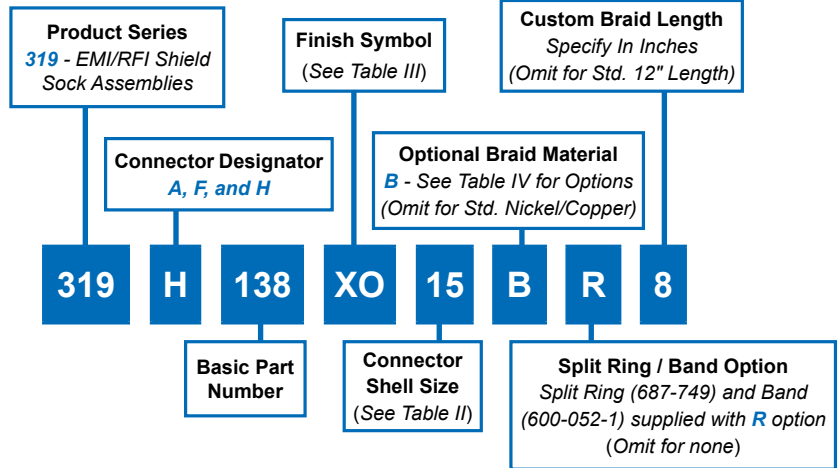 Product Series
319 - EMI/RFI Shield
Sock Assemblies
Finish Symbol
(See Table III)
Custom Braid Length
Specify In Inches
(Omit for Std. 12" Length)
Connector Designator
A, F, and H
Optional Braid Material
B - See Table IV for Options
(Omit for Std. Nickel/Copper)
319 H 138 XO 15 B R 8
Basic Part
Number
Connector
Shell Size
(See Table II)
Split Ring / Band Option
Split Ring (687-749) and Band
(600-052-1) supplied with R option
(Omit for none)